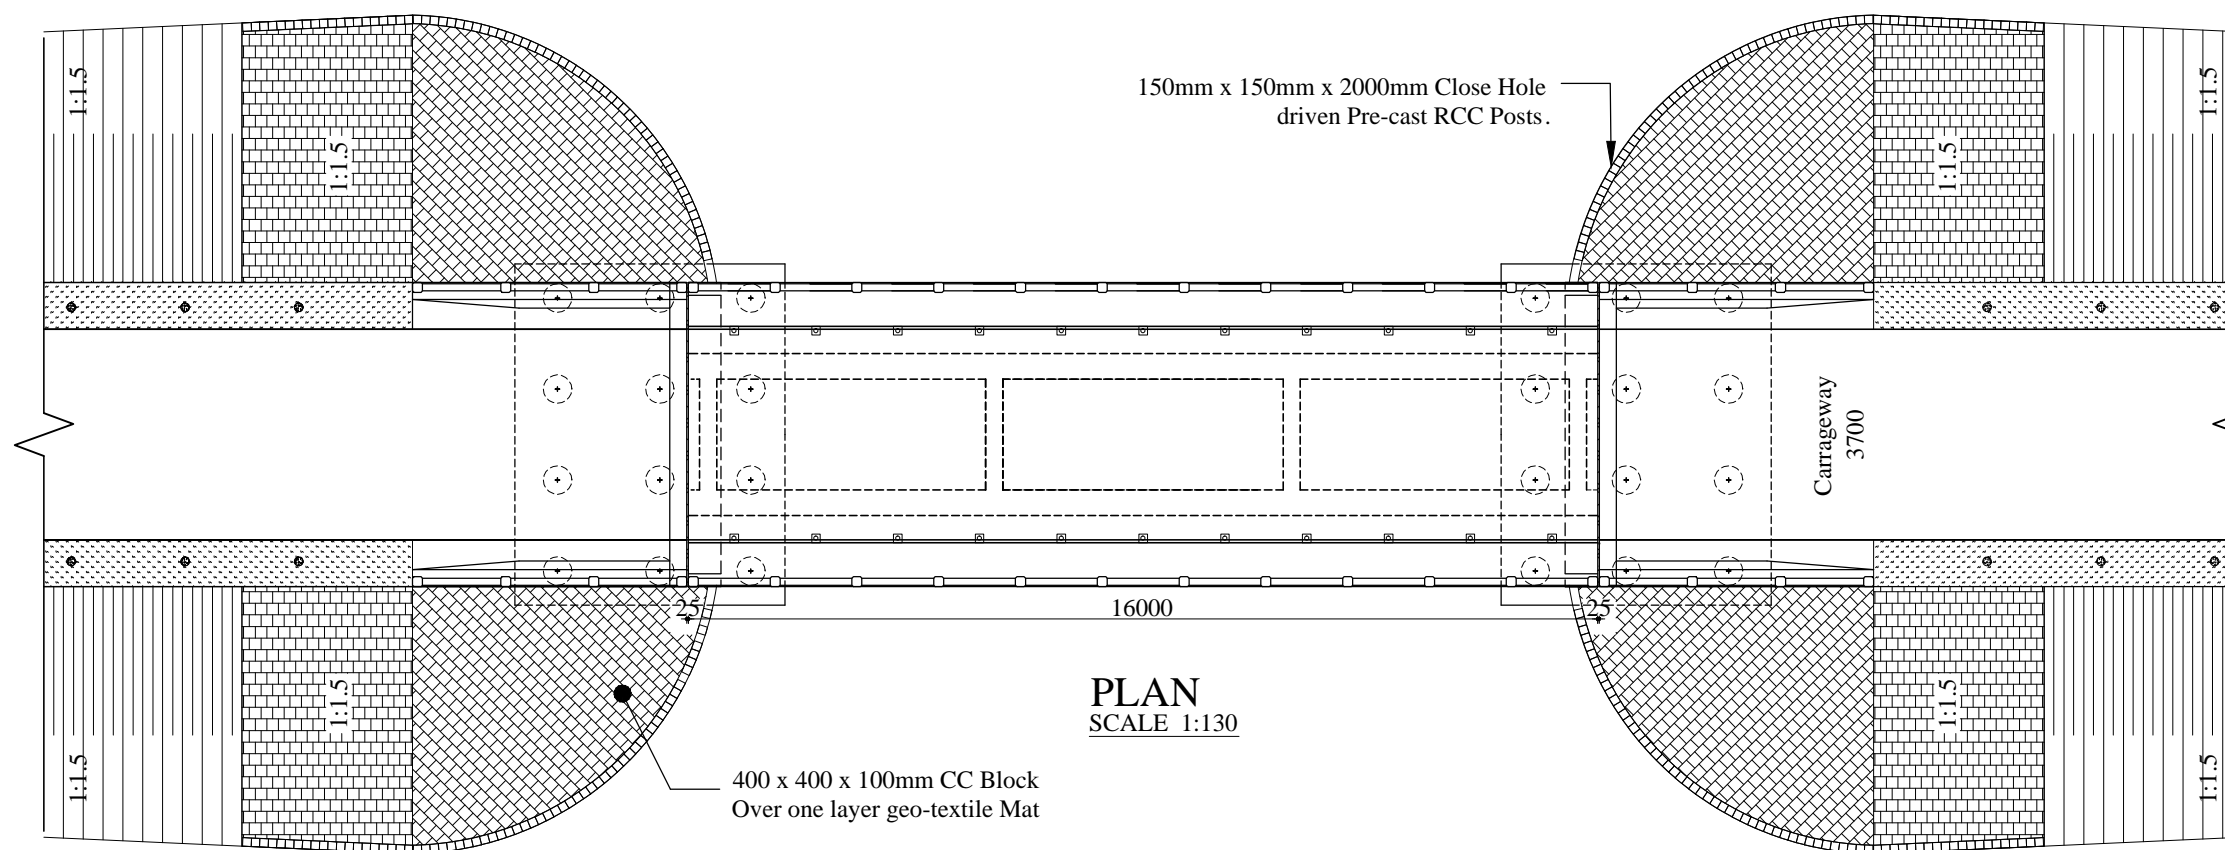 1:1.5
1:1.5
150mm x 150mm x 2000mm Close Hole
driven Pre-cast RCC Posts.
1:1.5
1:1.5
Carrageway
3700
25
16000
25
PLAN
SCALE 1:130
1:1.5
1:1.5
400 x 400 x 100mm CC Block
Over one layer geo-textile Mat
1:1.5
1:1.5